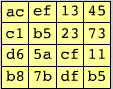 ac ef 13 45
c1 b5 23 73
d6 5a cf 11
b8 7b df b5